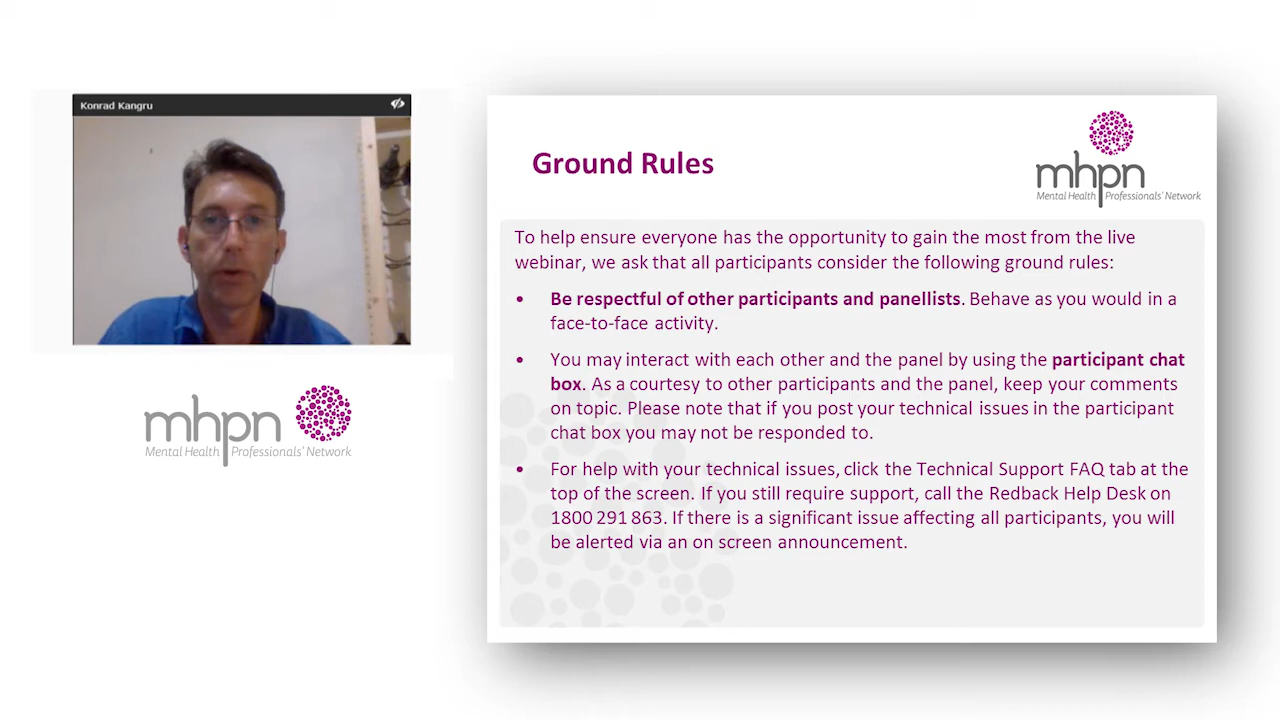 Konrad Kangru
mhpn
Mental Health Professionals' Network
Ground Rules
mhpn
Mental Health Professionals' Network
To help ensure everyone has the opportunity to gain the most from the live
webinar, we ask that all participants consider the following ground rules:
• Be respectful of other participants and panellists. Behave as you would in a
face-to-face activity.
• You may interact with each other and the panel by using the participant chat
box. As a courtesy to other participants and the panel, keep your comments
on topic. Please note that if you post your technical issues in the participant
chat box you may not be responded to.
• For help with your technical issues, click the Technical Support FAQ tab at the
top of the screen. If you still require support, call the Redback Help Desk on
1800 291 863. If there is a significant issue affecting all participants, you will
be alerted via an on screen announcement.